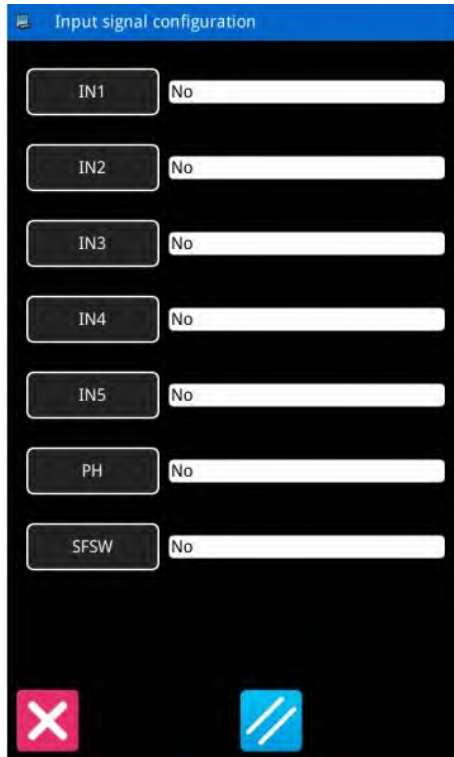 Input signal configuration
IN1 No
IN2 No
IN3 No
IN4 No
IN5 No
PH No
SFSW No